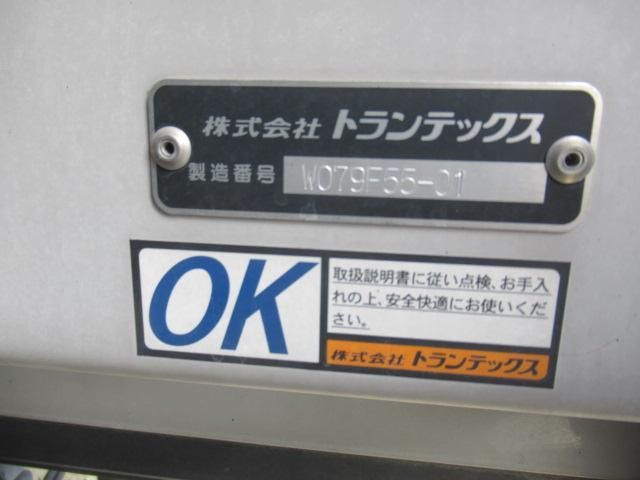 株式会社 トランテックス
製造番号 W079F55-01
OK
取扱説明書に従い点検、お手入
れの上、安全快適にお使いくだ
さい。
株式会社 トランテックス